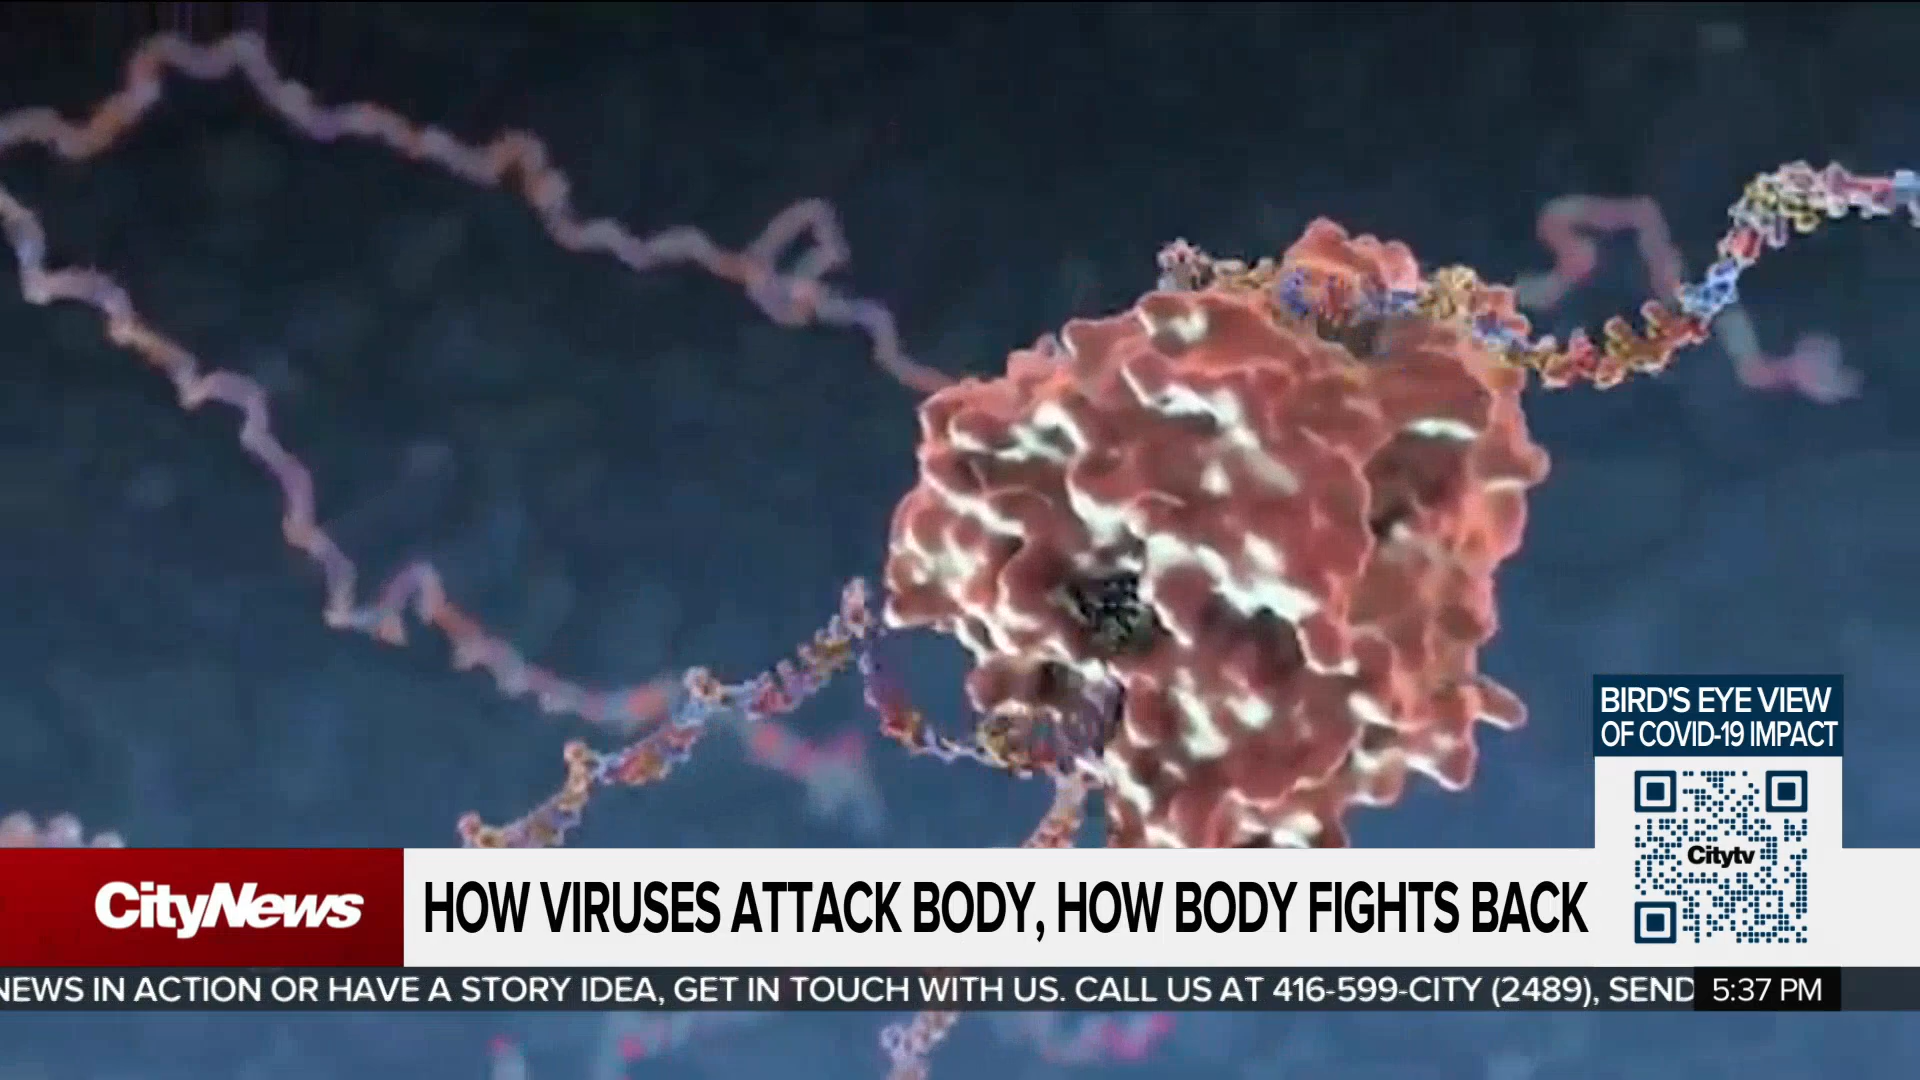 BIRD'S EYE VIEW
OF COVID-19 IMPACT
Citytv
CityNews
HOW VIRUSES ATTACK BODY, HOW BODY FIGHTS BACK
NEWS IN ACTION OR HAVE A STORY IDEA, GET IN TOUCH WITH US. CALL US AT 416-599-CITY (2489), SEND
5:37 PM